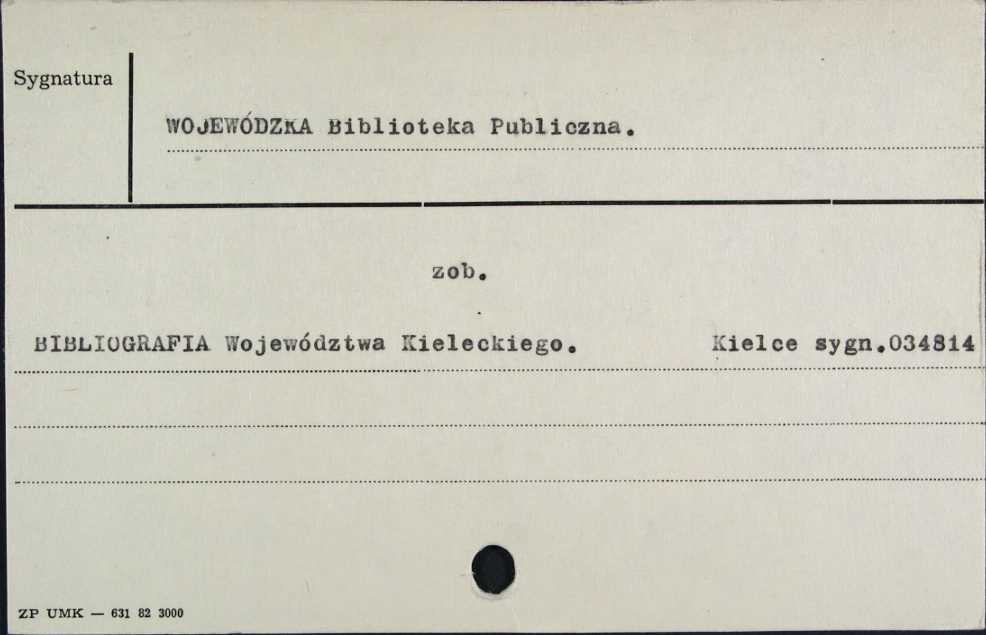 Sygnatura
WOJEWÓDZKA Biblioteka Publiczna.
zob.
BIBLIOGRAFIA Województwa Kieleckiego. Kielce sygn.034814
ZP UMK — 631 82 3000